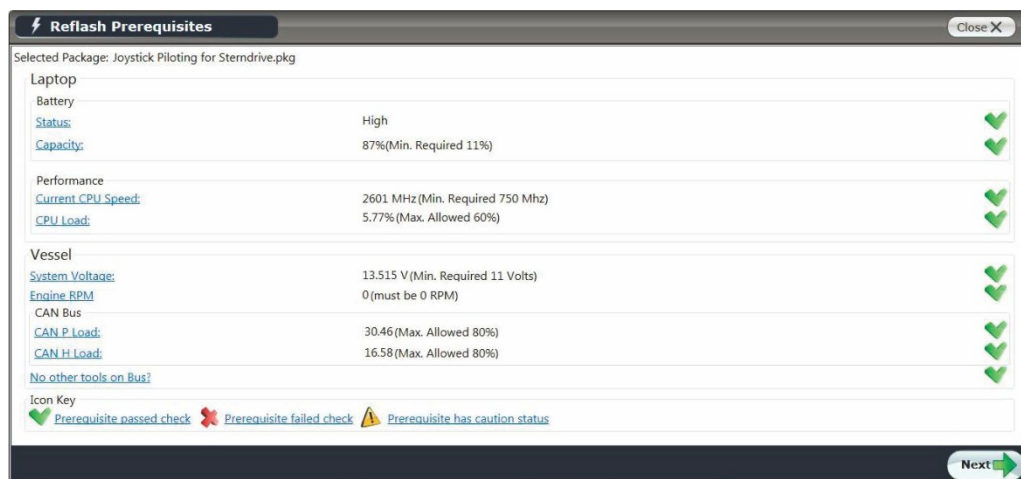 Reflash Prerequisites
Close X
Selected Package: Joystick Piloting for Sterndrive.pkg
Laptop
Battery
Status: High
Capacity: 87%(Min. Required 11%)
Performance
Current CPU Speed: 2601 MHz(Min. Required 750 Mhz)
CPU Load: 5.77%(Max. Allowed 60%)
Vessel
System Voltage: 13.515 V(Min. Required 11 Volts)
Engine RPM 0(must be 0 RPM)
CAN Bus
CAN P Load: 30.46(Max. Allowed 80%)
CAN H Load: 16.58(Max. Allowed 80%)
No other tools on Bus?
Icon Key
Prerequisite passed check Prerequisite failed check Prerequisite has caution status
Next